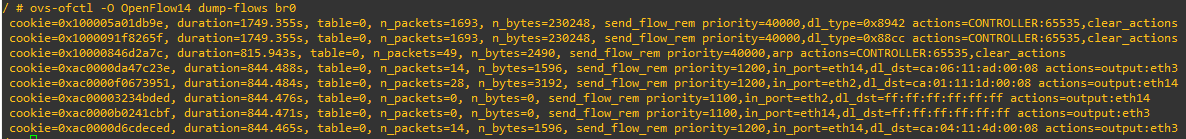 / # ovs-ofctl -O OpenFlow14 dump-flows br0
cookie=0x100005a01db9e, duration=1749.355s, table=0, n_packets=1693, n_bytes=230248, send_flow_rem priority=40000,dl_type=0x8942 actions=CONTROLLER:65535,clear_actions
cookie=0x1000091f8265f, duration=1749.355s, table=0, n_packets=1693, n_bytes=230248, send_flow_rem priority=40000,dl_type=0x88cc actions=CONTROLLER:65535,clear_actions
cookie=0x10000846d2a7c, duration=815.943s, table=0, n_packets=49, n_bytes=2490, send_flow_rem priority=40000,arp actions=CONTROLLER:65535,clear_actions
cookie=0xac0000da47c23e, duration=844.488s, table=0, n_packets=14, n_bytes=1596, send_flow_rem priority=1200,in_port=eth14,dl_dst=ca:06:11:ad:00:08 actions=output:eth3
cookie=0xac0000f0673951, duration=844.484s, table=0, n_packets=28, n_bytes=3192, send_flow_rem priority=1200,in_port=eth2,dl_dst=ca:01:11:1d:00:08 actions=output:eth14
cookie=0xac00003234bded, duration=844.476s, table=0, n_packets=0, n_bytes=0, send_flow_rem priority=1100,in_port=eth2,dl_dst=ff:ff:ff:ff:ff:ff actions=output:eth14
cookie=0xac0000b0241cbf, duration=844.471s, table=0, n_packets=0, n_bytes=0, send_flow_rem priority=1100,in_port=eth14,dl_dst=ff:ff:ff:ff:ff:ff actions=output:eth3
cookie=0xac0000d6cdeced, duration=844.465s, table=0, n_packets=14, n_bytes=1596, send_flow_rem priority=1200,in_port=eth14,dl_dst=ca:04:11:4d:00:08 actions=output:eth3